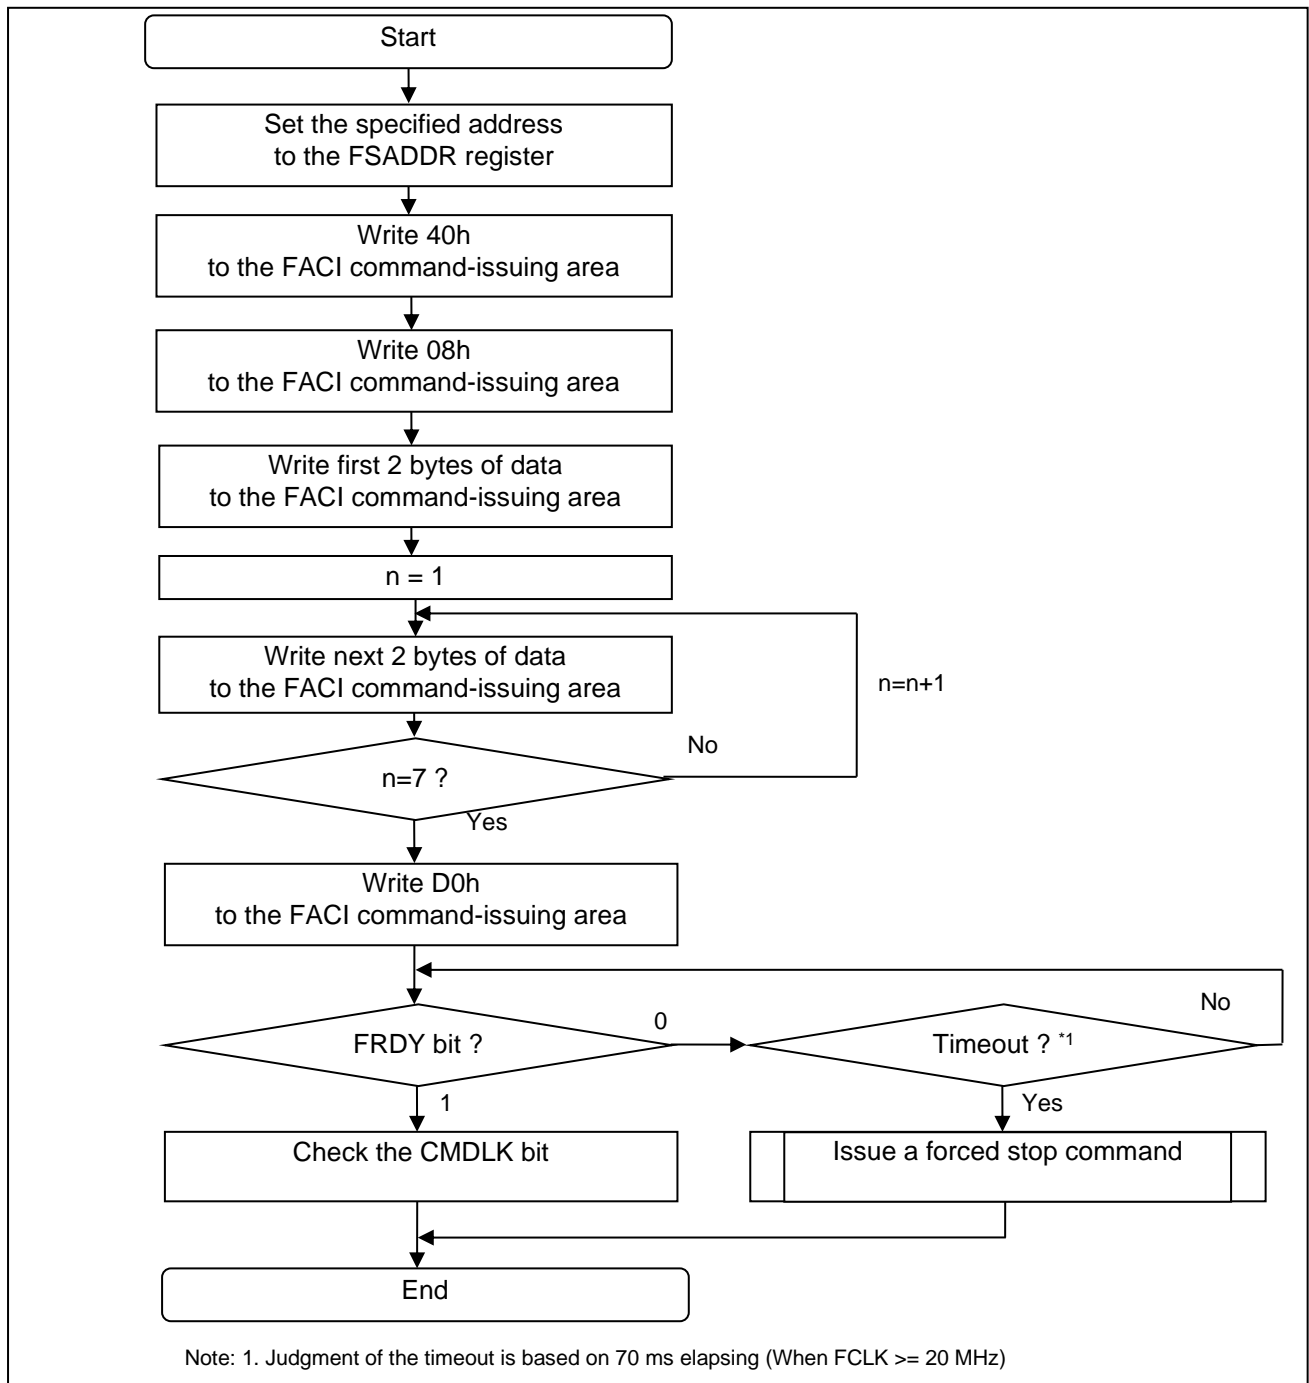 Start
Set the specified address
to the FSADDR register
Write 40h
to the FACI command-issuing area
Write 08h
to the FACI command-issuing area
Write first 2 bytes of data
to the FACI command-issuing area
n = 1
Write next 2 bytes of data
to the FACI command-issuing area
n=n+1
No
n=7 ?
Yes
Write D0h
to the FACI command-issuing area
No
0
FRDY bit ?
Timeout ? *1
1
Yes
Check the CMDLK bit
Issue a forced stop command
End
Note: 1. Judgment of the timeout is based on 70 ms elapsing (When FCLK >= 20 MHz)